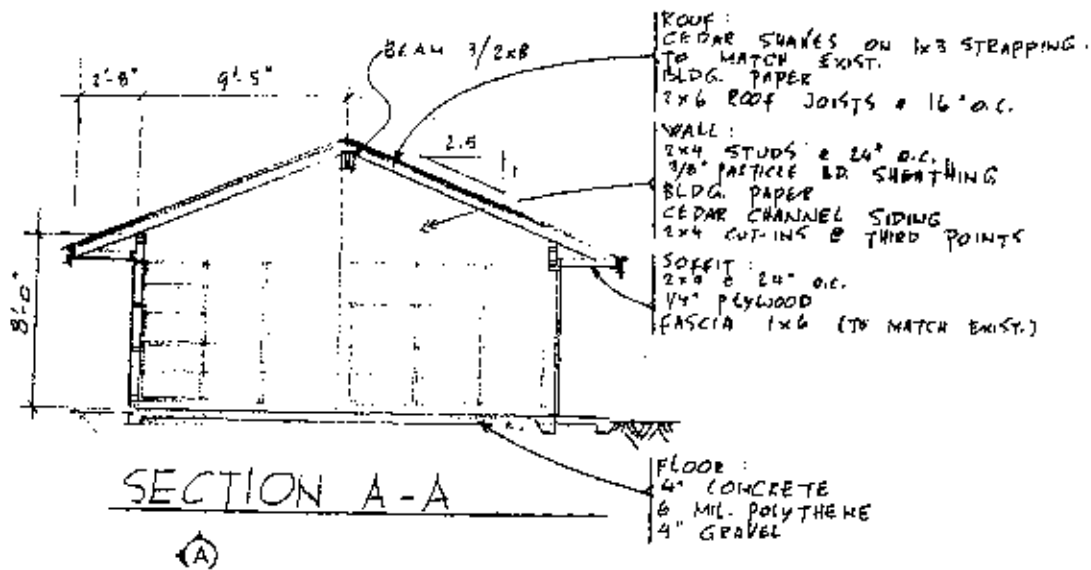 ROOF:
CEDAR SHAKES ON 1x3 STRAPPING.
TO MATCH EXIST.
BLDG. PAPER
2x6 ROOF JOISTS @ 16" O.C.
BEAM 3/2x8
2'-8"
9'-5"
2.5
1
WALL:
2x4 STUDS @ 24" O.C.
3/8" PARTICLE BD. SHEATHING
BLDG. PAPER
CEDAR CHANNEL SIDING
2x4 CUT-INS @ THIRD POINTS
SOFFIT:
2x4 @ 24" O.C.
1/4" PLYWOOD
FASCIA 1x6 (TO MATCH EXIST.)
8'-0"
FLOOR:
4" CONCRETE
6 MIL. POLYTHENE
4" GRAVEL
SECTION A-A
A